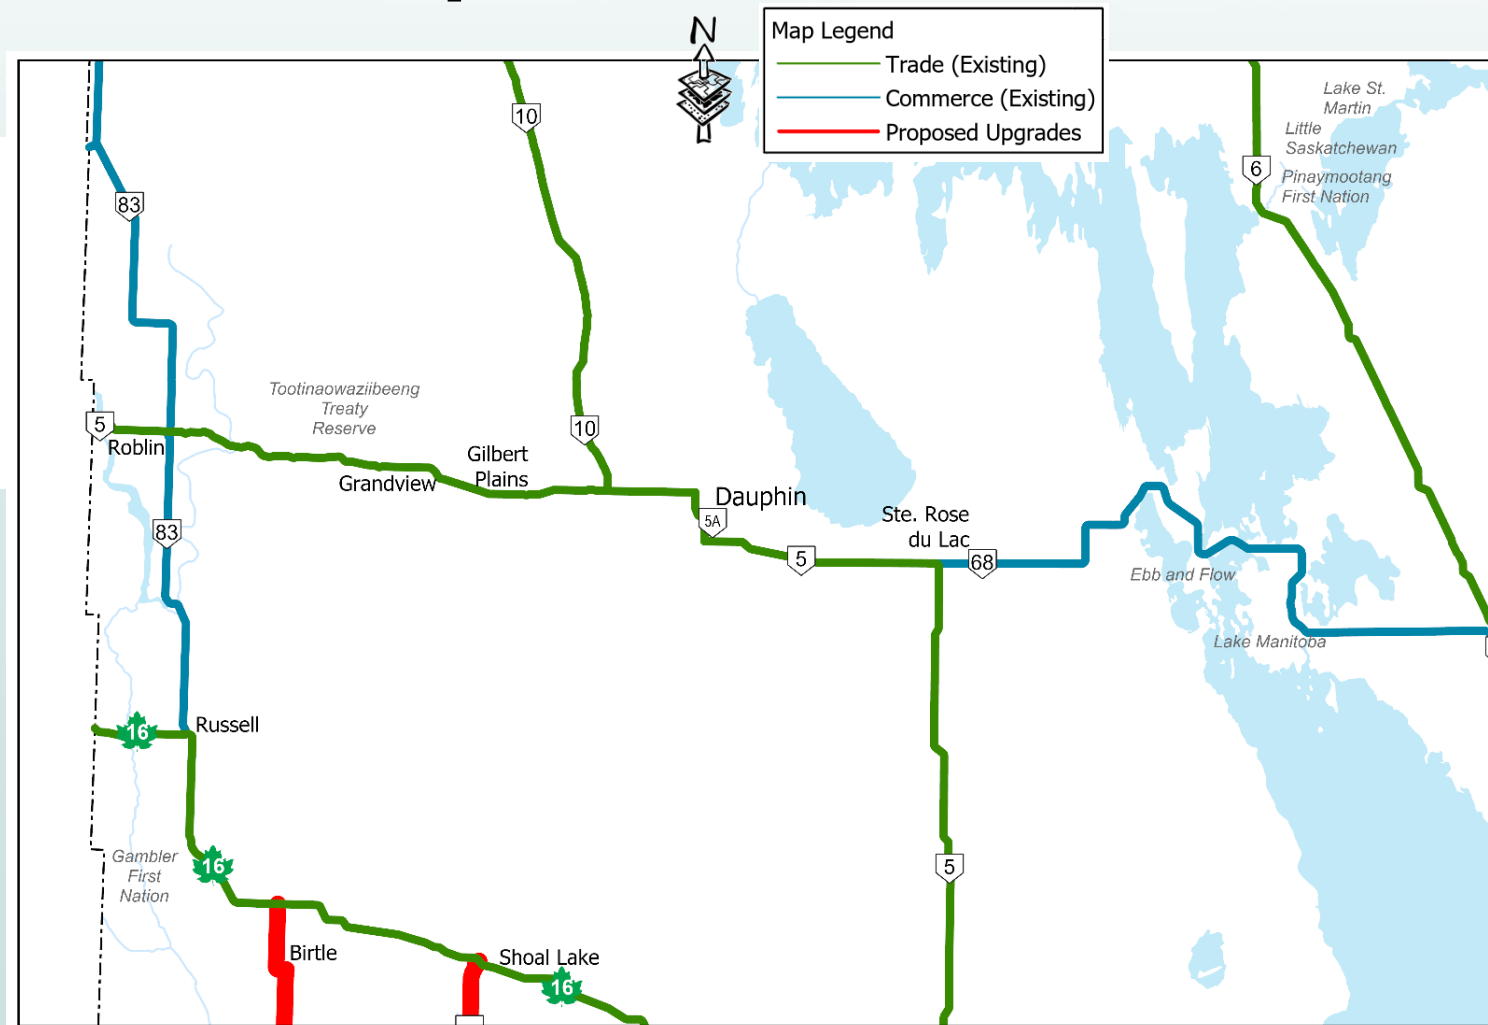 N
Map Legend
Trade (Existing)
Commerce (Existing)
Proposed Upgrades
10
6
Lake St.
Martin
Little
Saskatchewan
Pinaymootang
First Nation
83
Tootinaowaziibeeng
Treaty
Reserve
5
Roblin
10
Gilbert
Plains
Grandview
Dauphin
5A
Ste. Rose
du Lac
83
5
68
Ebb and Flow
Lake Manitoba
16
Russell
16
Gambler
First
Nation
5
Birtle
Shoal Lake
16